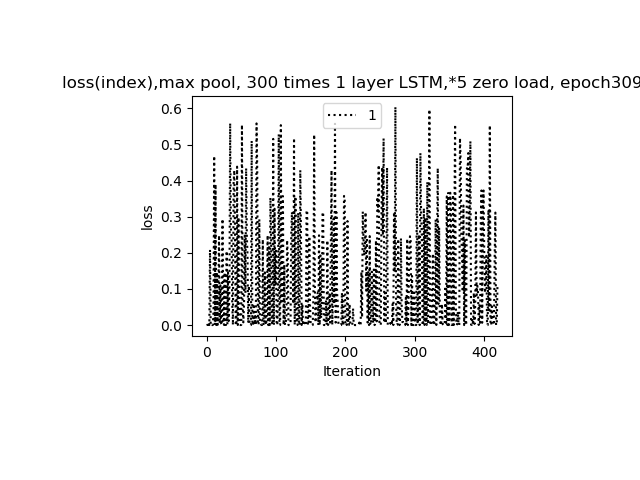 loss(index),max pool, 300 times 1 layer LSTM,*5 zero load, epoch309
1
0.6
0.5
0.4
0.3
0.2
0.1
0.0
loss
0 100 200 300 400
Iteration